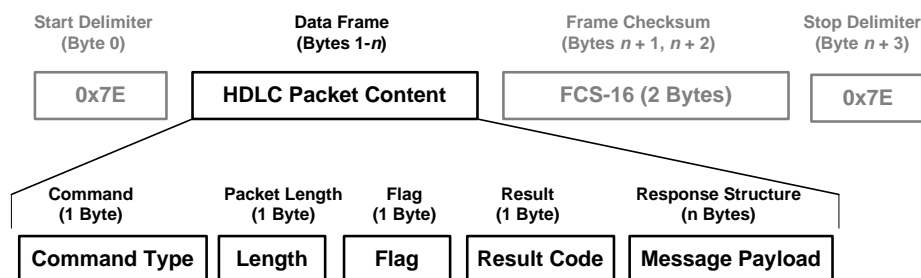 Start Delimiter Data Frame Frame Checksum Stop Delimiter
(Byte 0) (Bytes 1-n) (Bytes n + 1, n + 2) (Byte n + 3)
0x7E HDLC Packet Content FCS-16 (2 Bytes) 0x7E
Command Packet Length Flag Result Response Structure
(1 Byte) (1 Byte) (1 Byte) (1 Byte) (n Bytes)
Command Type Length Flag Result Code Message Payload